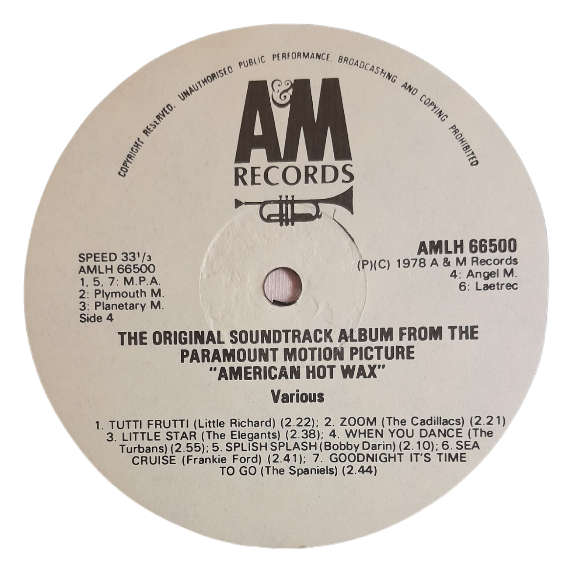 COPYRIGHT RESERVED. UNAUTHORISED PUBLIC PERFORMANCE. BROADCASTING AND COPYING PROHIBITED
A&M
RECORDS
SPEED 33 1/3
AMLH 66500
1, 5, 7: M.P.A.
2: Plymouth M.
3: Planetary M.
Side 4
AMLH 66500
(P)(C) 1978 A & M Records
4: Angel M.
6: Laetrec
THE ORIGINAL SOUNDTRACK ALBUM FROM THE
PARAMOUNT MOTION PICTURE
"AMERICAN HOT WAX"
Various
1. TUTTI FRUTTI (Little Richard) (2.22); 2. ZOOM (The Cadillacs) (2.21)
3. LITTLE STAR (The Elegants) (2.38); 4. WHEN YOU DANCE (The
Turbans) (2.55); 5. SPLISH SPLASH (Bobby Darin) (2.10); 6. SEA
CRUISE (Frankie Ford) (2.41); 7. GOODNIGHT IT'S TIME
TO GO (The Spaniels) (2.44)